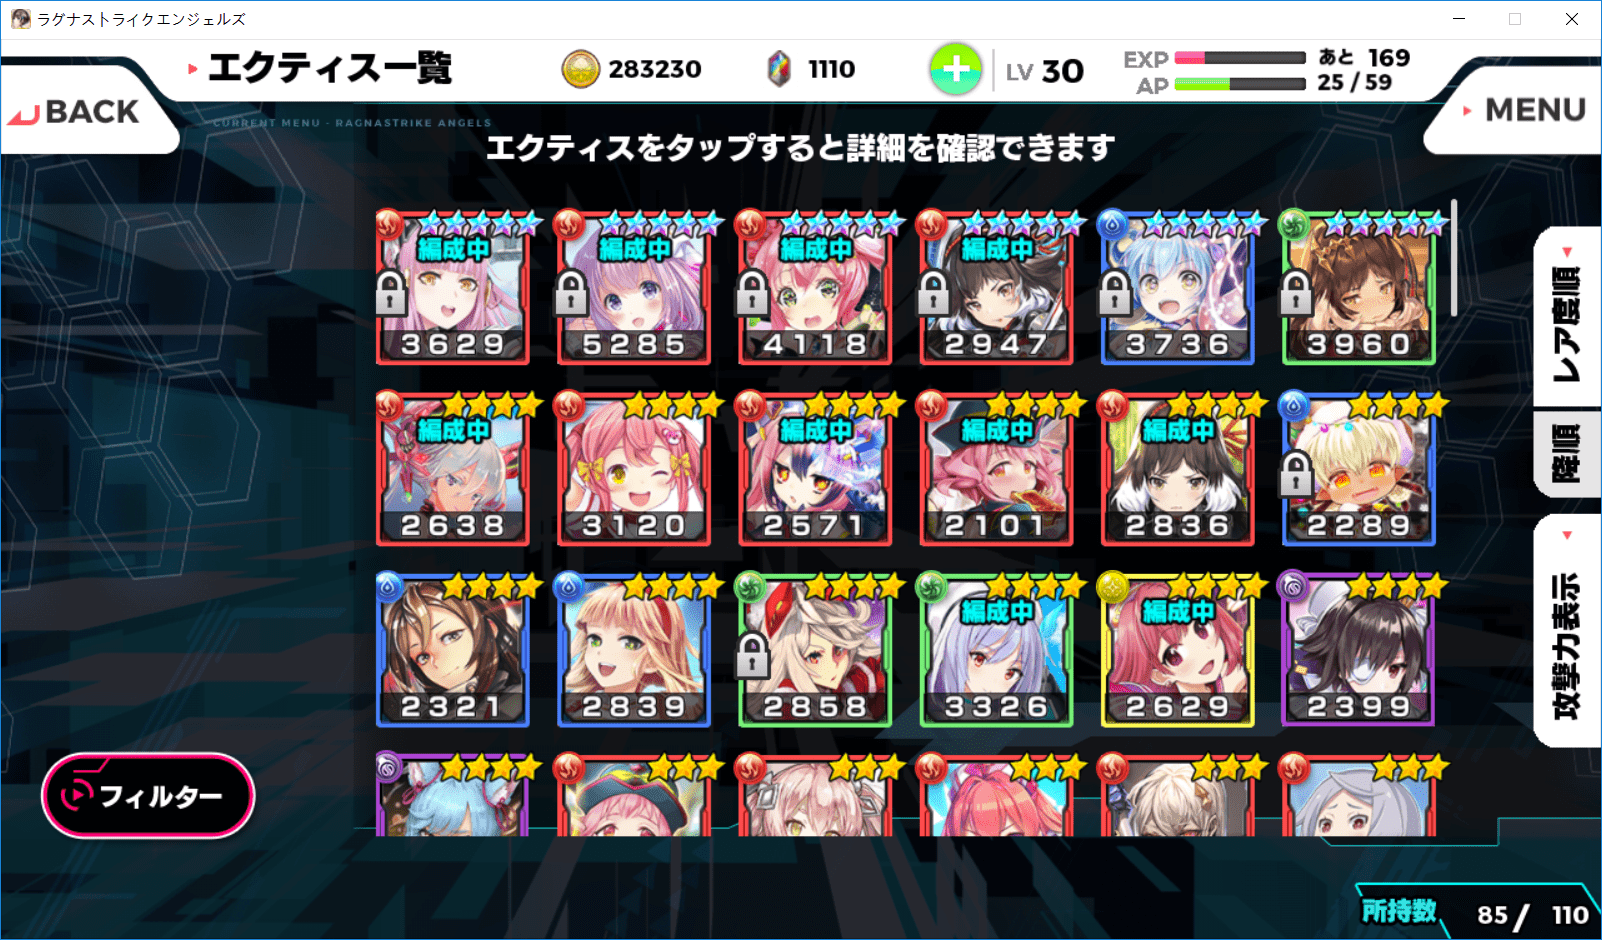 ラグナストライクエンジェルズ
BACK
エクティス一覧
283230
1110
LV 30
EXP あと 169
AP 25 / 59
MENU
CURRENT MENU - RAGNASTRIKE ANGELS
エクティスをタップすると詳細を確認できます
編成中 編成中 編成中 編成中
3629 5285 4118 2947 3736 3960
編成中 編成中 編成中 編成中
2638 3120 2571 2101 2836 2289
編成中 編成中
2321 2839 2858 3326 2629 2399
レア度順
降順
攻撃力表示
フィルター
所持数 85 / 110